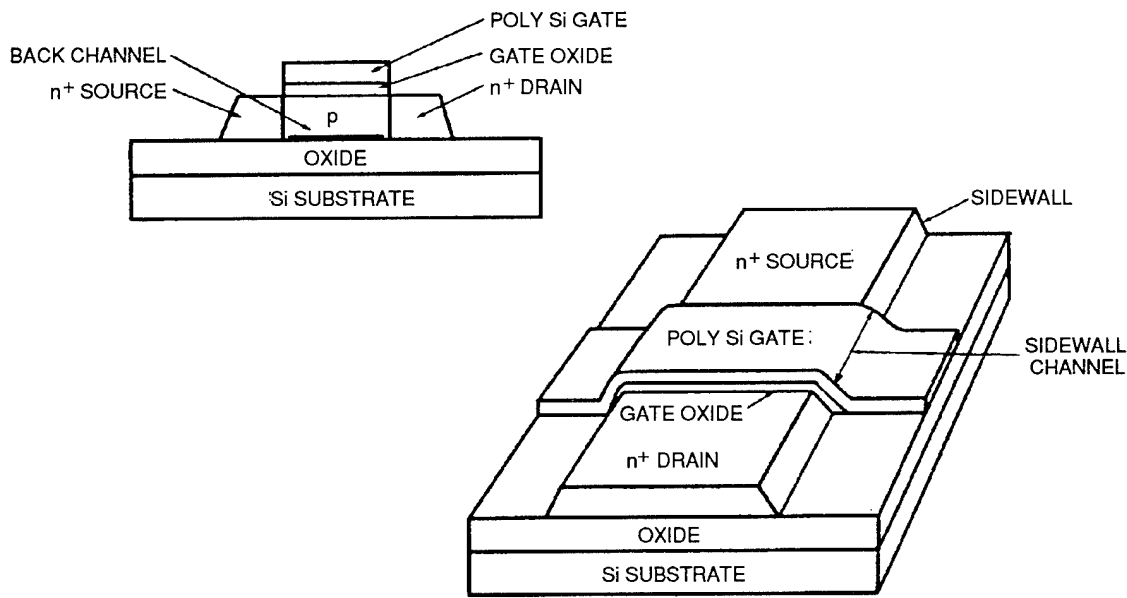 POLY Si GATE
BACK CHANNEL
GATE OXIDE
n+ SOURCE
n+ DRAIN
p
OXIDE
Si SUBSTRATE
SIDEWALL
n+ SOURCE
POLY Si GATE
SIDEWALL
CHANNEL
GATE OXIDE
n+ DRAIN
OXIDE
Si SUBSTRATE